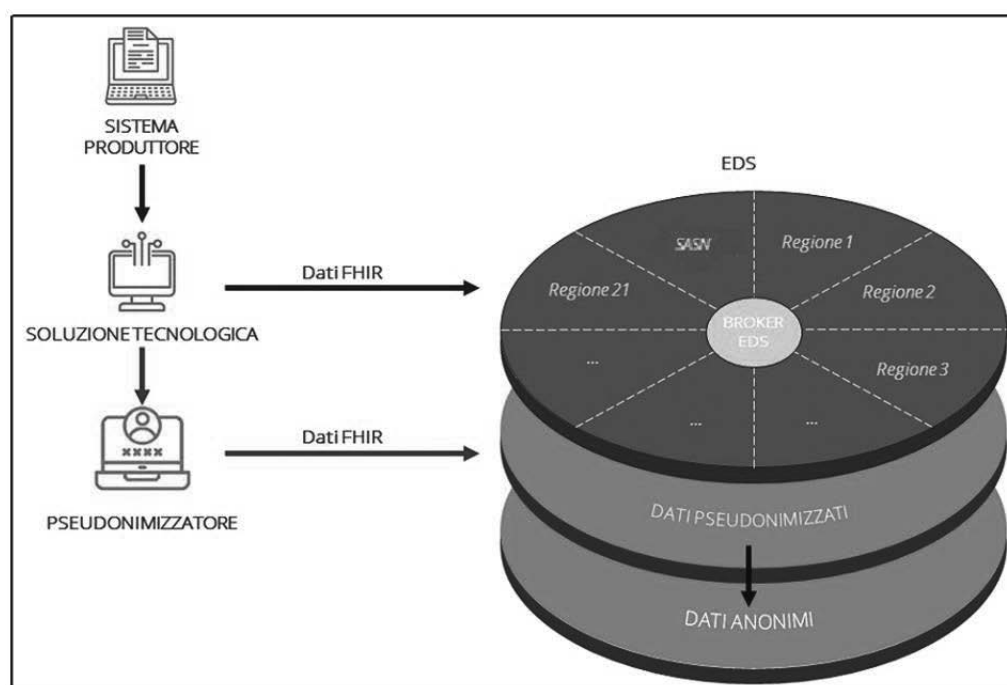 SISTEMA
PRODUTTORE
SOLUZIONE TECNOLOGICA
PSEUDONIMIZZATORE
Dati FHIR
Dati FHIR
EDS
SASN
Regione 1
Regione 21
Regione 2
BROKER
EDS
...
Regione 3
...
...
DATI PSEUDONIMIZZATI
DATI ANONIMI